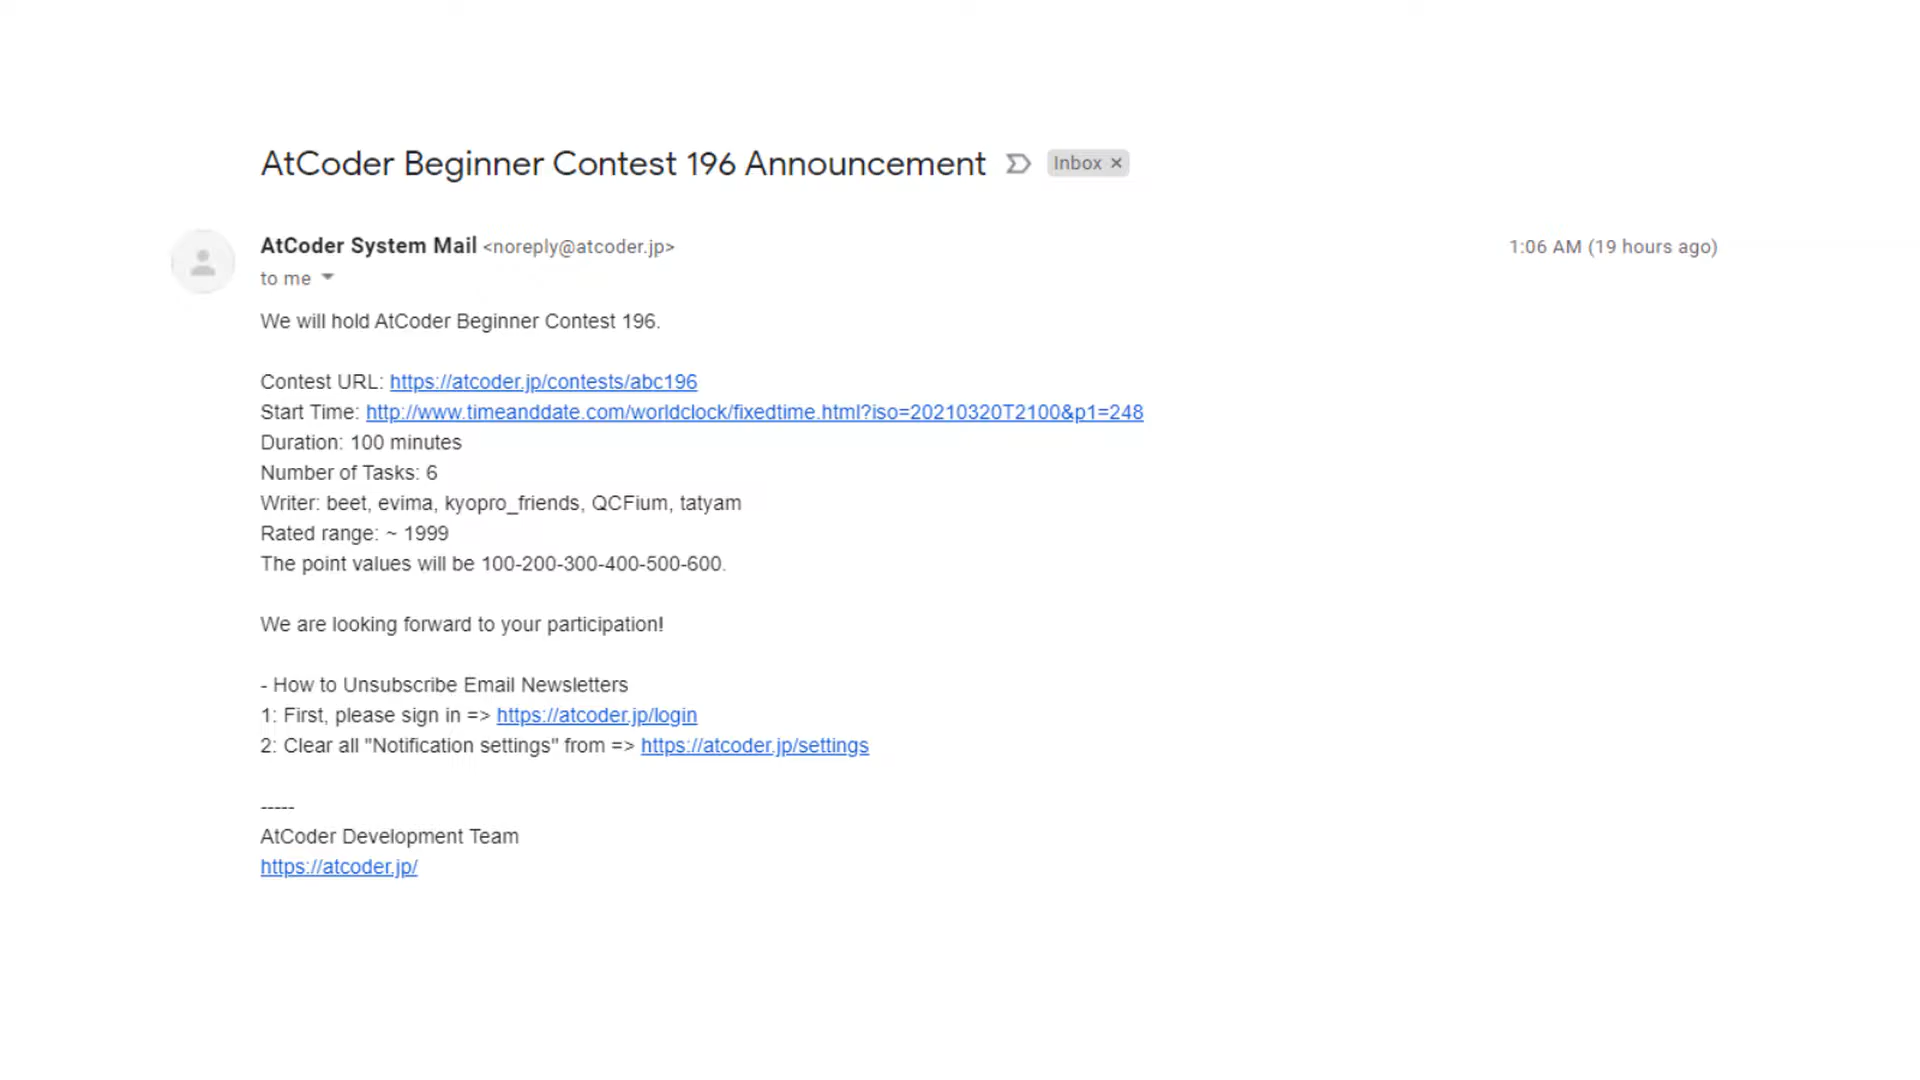 AtCoder Beginner Contest 196 Announcement Inbox ×
AtCoder System Mail <noreply@atcoder.jp> 1:06 AM (19 hours ago)
to me
We will hold AtCoder Beginner Contest 196.
Contest URL: https://atcoder.jp/contests/abc196
Start Time: http://www.timeanddate.com/worldclock/fixedtime.html?iso=20210320T2100&p1=248
Duration: 100 minutes
Number of Tasks: 6
Writer: beet, evima, kyopro_friends, QCFium, tatyam
Rated range: ~ 1999
The point values will be 100-200-300-400-500-600.
We are looking forward to your participation!
- How to Unsubscribe Email Newsletters
1: First, please sign in => https://atcoder.jp/login
2: Clear all "Notification settings" from => https://atcoder.jp/settings
-----
AtCoder Development Team
https://atcoder.jp/